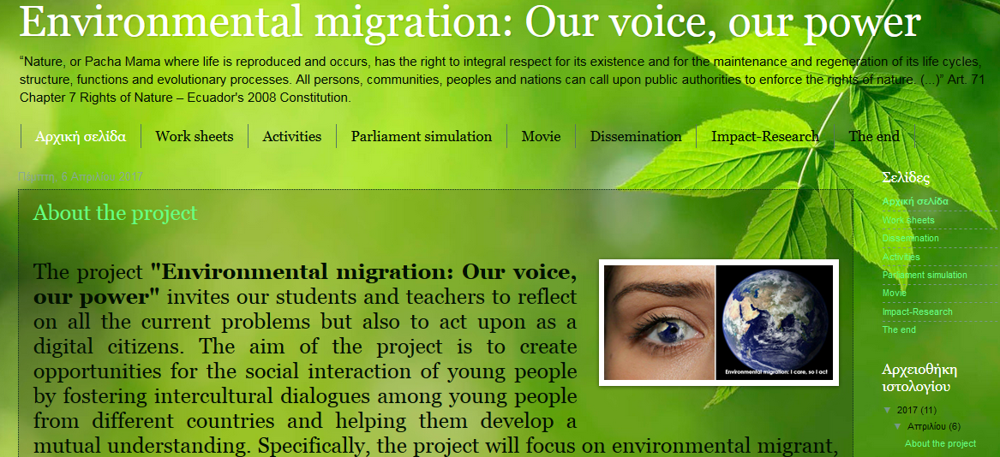 Environmental migration: Our voice, our power
“Nature, or Pacha Mama where life is reproduced and occurs, has the right to integral respect for its existence and for the maintenance and regeneration of its life cycles,
structure, functions and evolutionary processes. All persons, communities, peoples and nations can call upon public authorities to enforce the rights of nature. (...)” Art. 71
Chapter 7 Rights of Nature – Ecuador's 2008 Constitution.
Αρχική σελίδα
Work sheets
Activities
Parliament simulation
Movie
Dissemination
Impact-Research
The end
Πέμπτη, 6 Απριλίου 2017
About the project
The project "Environmental migration: Our voice,
our power" invites our students and teachers to reflect
on all the current problems but also to act upon as a
digital citizens. The aim of the project is to create
opportunities for the social interaction of young people
by fostering intercultural dialogues among young people
from different countries and helping them develop a
mutual understanding. Specifically, the project will focus on environmental migrant,
Environmental migration: I care, so I act
Σελίδες
Αρχική σελίδα
Work sheets
Dissemination
Activities
Parliament simulation
Movie
Impact-Research
The end
Αρχειοθήκη
ιστολογίου
▼ 2017 (11)
▼ Απριλίου (6)
About the project